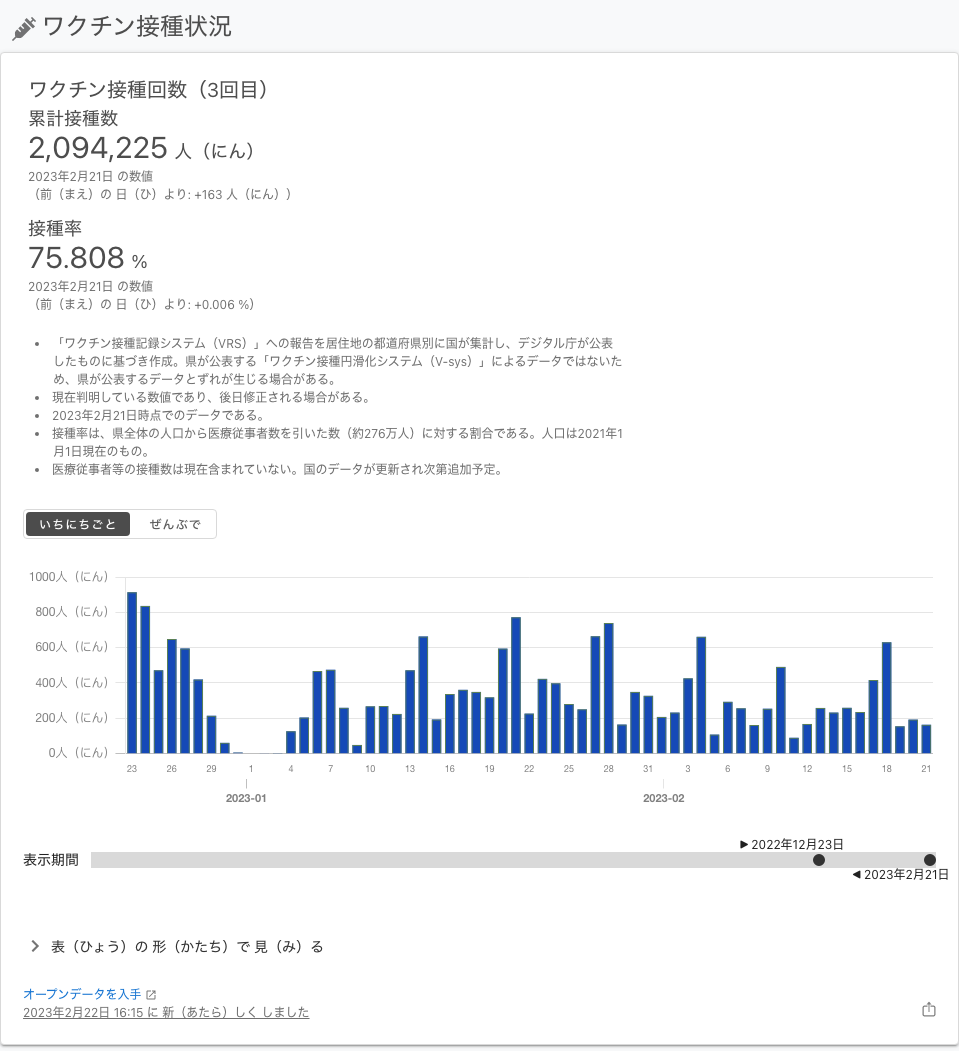 ワクチン接種状況
ワクチン接種回数（3回目）
累計接種数
2,094,225 人（にん）
2023年2月21日 の数値
（前（まえ）の 日（ひ）より: +163 人（にん））
接種率
75.808 %
2023年2月21日 の数値
（前（まえ）の 日（ひ）より: +0.006 %）
• 「ワクチン接種記録システム（VRS）」への報告を居住地の都道府県別に国が集計し、デジタル庁が公表
したものに基づき作成。県が公表する「ワクチン接種円滑化システム（V-sys）」によるデータではないた
め、県が公表するデータとずれが生じる場合がある。
• 現在判明している数値であり、後日修正される場合がある。
• 2023年2月21日時点でのデータである。
• 接種率は、県全体の人口から医療従事者数を引いた数（約276万人）に対する割合である。人口は2021年1
月1日現在のもの。
• 医療従事者等の接種数は現在含まれていない。国のデータが更新され次第追加予定。
いちにちごと ぜんぶで
1000人（にん）
800人（にん）
600人（にん）
400人（にん）
200人（にん）
0人（にん）
23 26 29 1 4 7 10 13 16 19 22 25 28 31 3 6 9 12 15 18 21
2023-01 2023-02
▶ 2022年12月23日
表示期間
◀ 2023年2月21日
表（ひょう）の 形（かたち）で 見（み）る
オープンデータを入手
2023年2月22日 16:15 に 新（あたら）しく しました